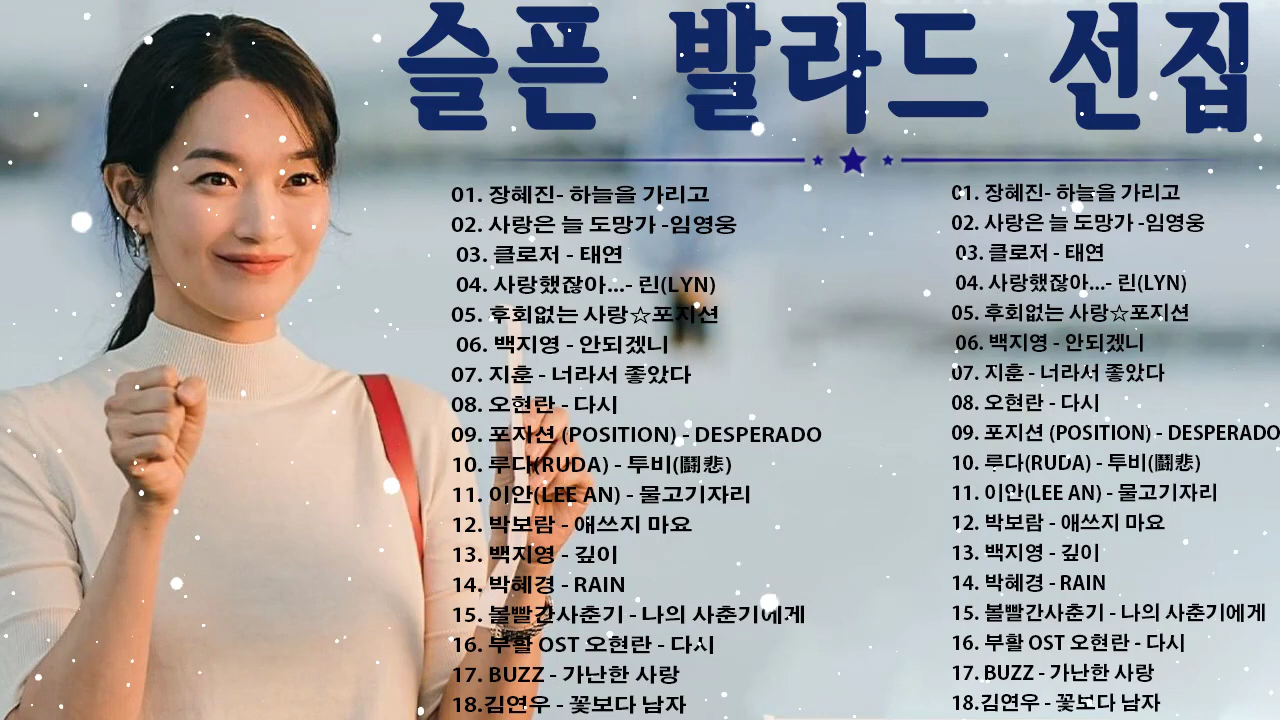 슬픈 발라드 선집
01. 장혜진- 하늘을 가리고
02. 사랑은 늘 도망가 -임영웅
03. 클로저 - 태연
04. 사랑했잖아...- 린(LYN)
05. 후회없는 사랑☆포지션
06. 백지영 - 안되겠니
07. 지훈 - 너라서 좋았다
08. 오현란 - 다시
09. 포지션 (POSITION) - DESPERADO
10. 루다(RUDA) - 투비(鬪悲)
11. 이안(LEE AN) - 물고기자리
12. 박보람 - 애쓰지 마요
13. 백지영 - 깊이
14. 박혜경 - RAIN
15. 볼빨간사춘기 - 나의 사춘기에게
16. 부활 OST 오현란 - 다시
17. BUZZ - 가난한 사랑
18.김연우 - 꽃보다 남자
01. 장혜진- 하늘을 가리고
02. 사랑은 늘 도망가 -임영웅
03. 클로저 - 태연
04. 사랑했잖아...- 린(LYN)
05. 후회없는 사랑☆포지션
06. 백지영 - 안되겠니
07. 지훈 - 너라서 좋았다
08. 오현란 - 다시
09. 포지션 (POSITION) - DESPERADO
10. 루다(RUDA) - 투비(鬪悲)
11. 이안(LEE AN) - 물고기자리
12. 박보람 - 애쓰지 마요
13. 백지영 - 깊이
14. 박혜경 - RAIN
15. 볼빨간사춘기 - 나의 사춘기에게
16. 부활 OST 오현란 - 다시
17. BUZZ - 가난한 사랑
18.김연우 - 꽃보다 남자